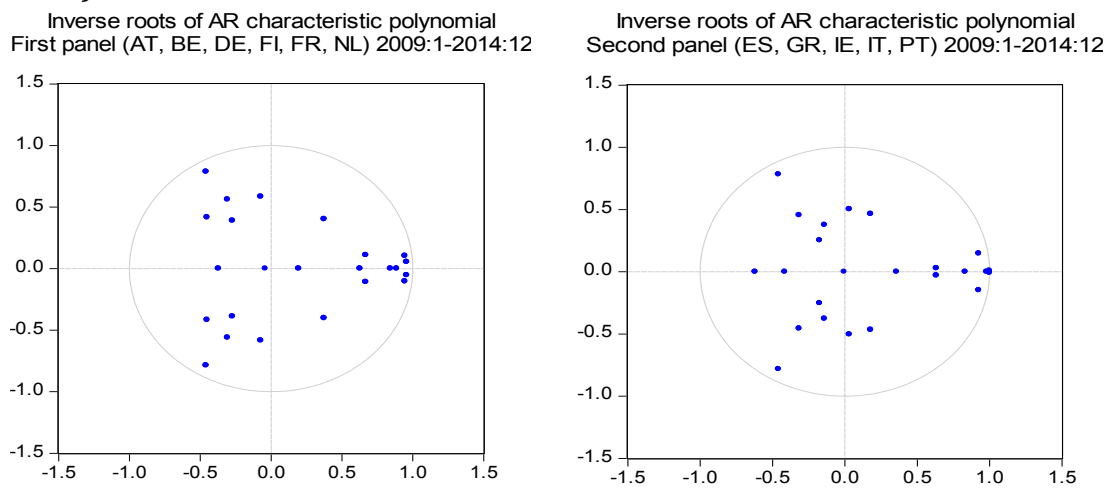 Inverse roots of AR characteristic polynomial
First panel (AT, BE, DE, FI, FR, NL) 2009:1-2014:12
1.5
1.0
0.5
0.0
-0.5
-1.0
-1.5
-1.5 -1.0 -0.5 0.0 0.5 1.0 1.5
Inverse roots of AR characteristic polynomial
Second panel (ES, GR, IE, IT, PT) 2009:1-2014:12
1.5
1.0
0.5
0.0
-0.5
-1.0
-1.5
-1.5 -1.0 -0.5 0.0 0.5 1.0 1.5